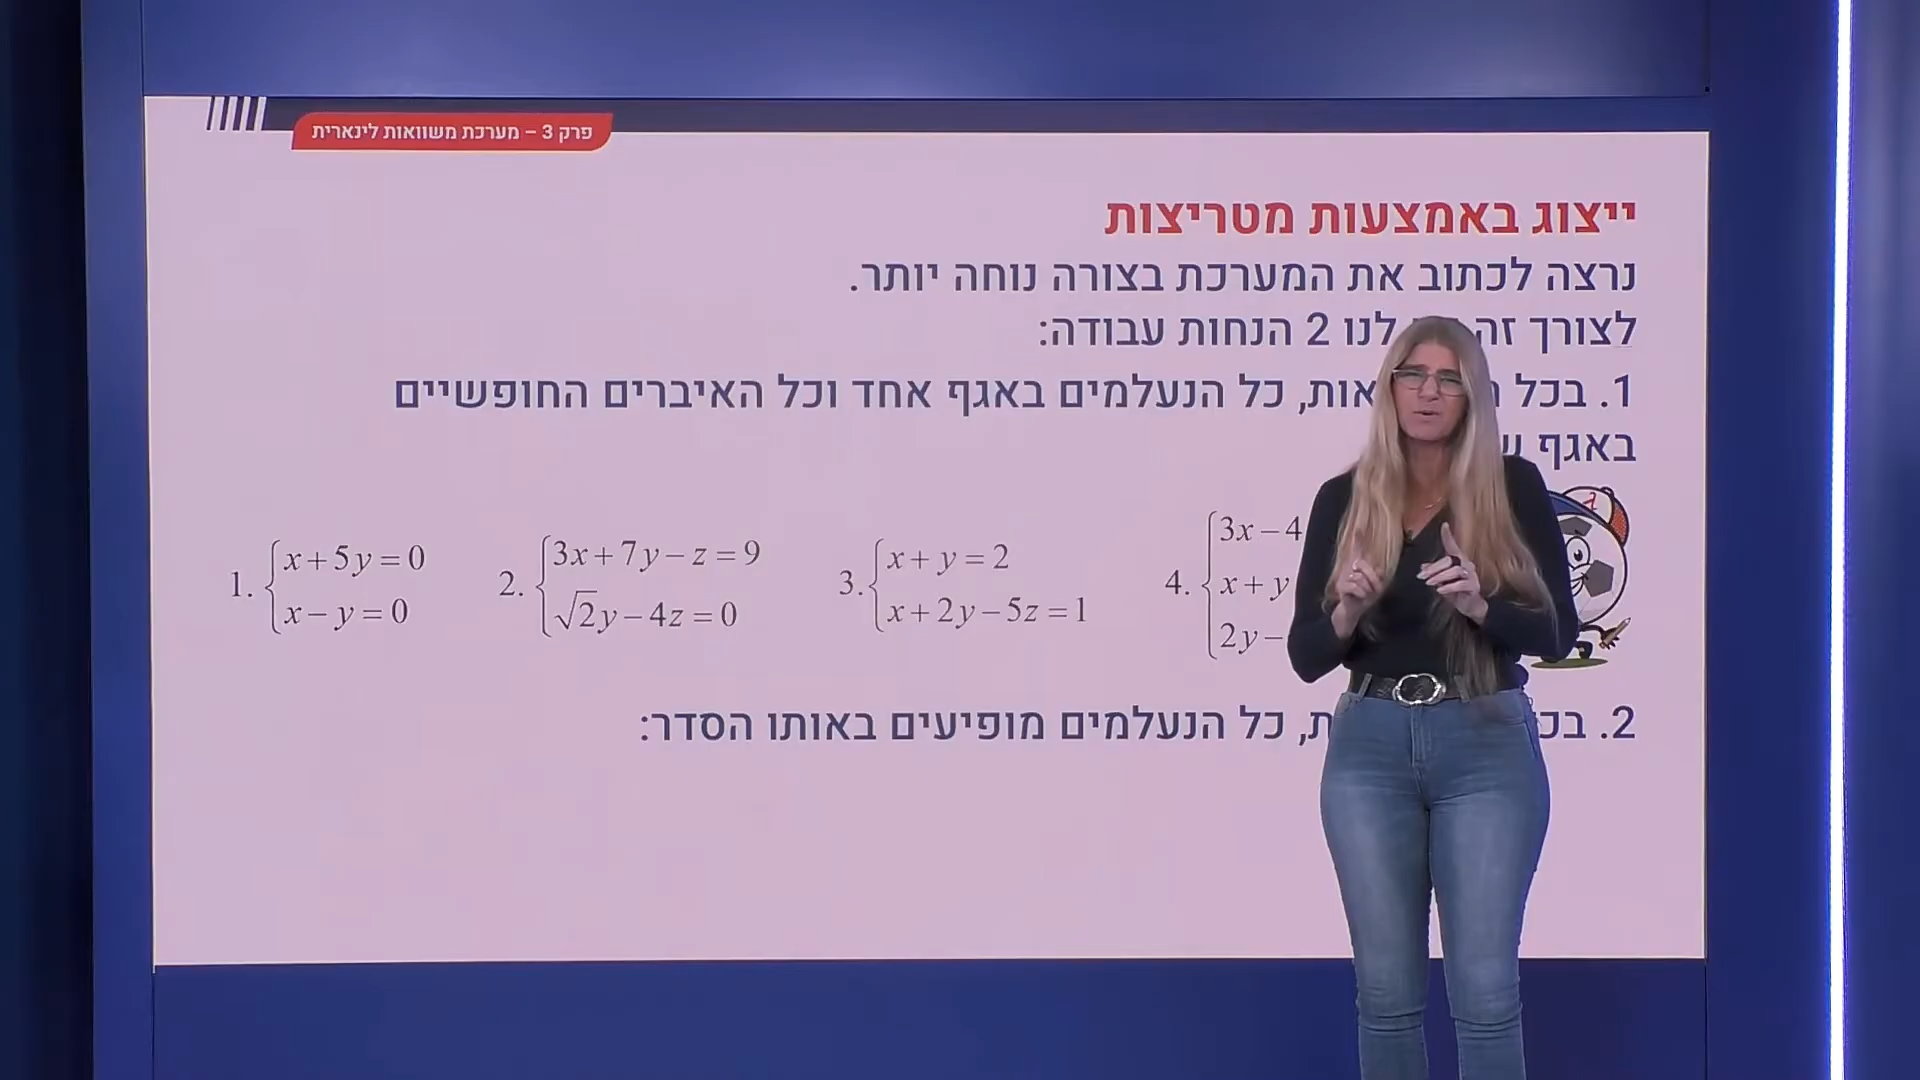 פרק 3 – מערכת משוואות לינארית
ייצוג באמצעות מטריצות
נרצה לכתוב את המערכת בצורה נוחה יותר.
לצורך זה לנו 2 הנחות עבודה:
1. בכל כל הנעלמים באגף אחד וכל האיברים החופשיים
באגף
1. x + 5y = 0
x − y = 0
2. 3x + 7y − z = 9
√2y − 4z = 0
3. x + y = 2
x + 2y − 5z = 1
4. 3x − 4
x + y
2y −
2. כל הנעלמים מופיעים באותו הסדר: